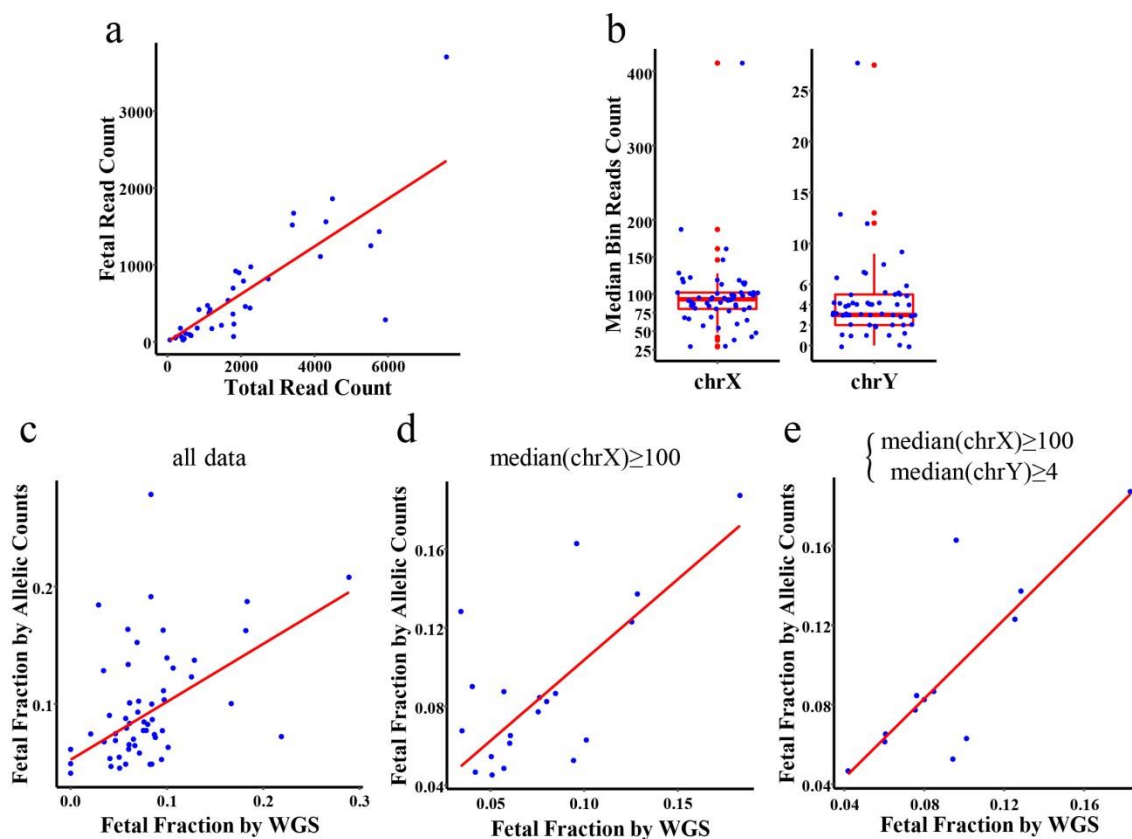 a
Fetal Read Count
3000
2000
1000
0
0
2000
4000
6000
Total Read Count
b
Median Bin Reads Count
400
300
200
150
100
75
50
25
chrX
25
20
15
10
6
4
2
0
chrY
c
all data
Fetal Fraction by Allelic Counts
0.2
0.1
0.0
0.1
0.2
0.3
Fetal Fraction by WGS
d
median(chrX)≥100
Fetal Fraction by Allelic Counts
0.16
0.12
0.08
0.04
0.05
0.10
0.15
Fetal Fraction by WGS
e
{ median(chrX)≥100
median(chrY)≥4
Fetal Fraction by Allelic Counts
0.16
0.12
0.08
0.04
0.04
0.08
0.12
0.16
Fetal Fraction by WGS